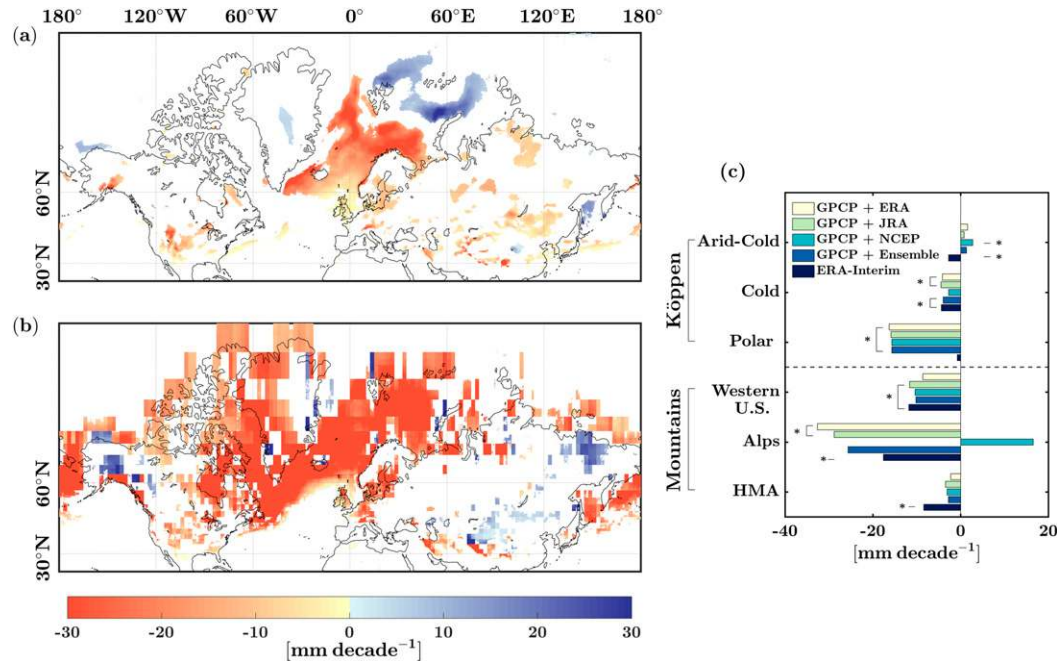 180° 120°W 60°W 0° 60°E 120°E 180°
(a)
60°N
30°N
(b)
60°N
30°N
-30 -20 -10 0 10 20 30
[mm decade⁻¹]
(c)
GPCP + ERA
GPCP + JRA
GPCP + NCEP
GPCP + Ensemble
ERA-Interim
Köppen
Arid-Cold
Cold
Polar
Mountains
Western
U.S.
Alps
HMA
* –
– *
– *
*
*
*
*
*
* –
* –
-40 -20 0 20
[mm decade⁻¹]